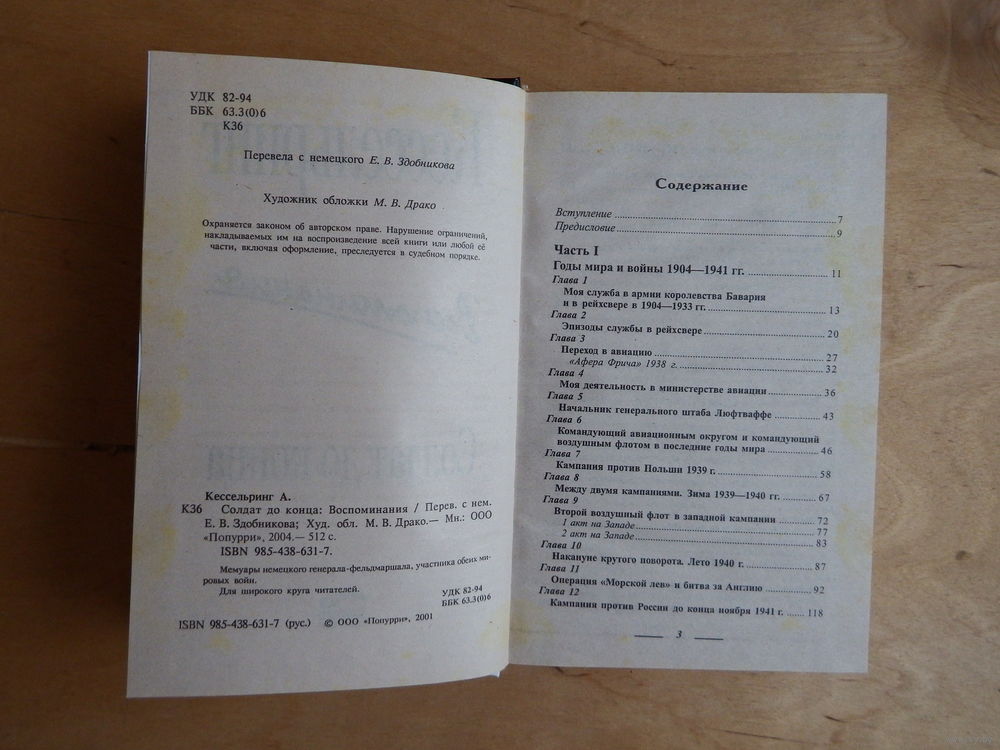 УДК 82-94
ББК 63.3(0)6
К36
Перевела с немецкого Е. В. Здобникова
Художник обложки М. В. Драко
Охраняется законом об авторском праве. Нарушение ограничений,
накладываемых им на воспроизведение всей книги или любой её
части, включая оформление, преследуется в судебном порядке.
Кессельринг А.
К36 Солдат до конца: Воспоминания / Перев. с нем.
Е. В. Здобникова; Худ. обл. М. В. Драко.— Мн.: ООО
«Попурри», 2004.— 512 с.
ISBN 985-438-631-7.
Мемуары немецкого генерала-фельдмаршала, участника обеих ми-
ровых войн.
Для широкого круга читателей.
УДК 82-94
ББК 63.3(0)6
ISBN 985-438-631-7 (рус.) © ООО «Попурри», 2001
Содержание
Вступление 7
Предисловие 9
Часть I
Годы мира и войны 1904—1941 гг. 11
Глава 1
Моя служба в армии королевства Бавария
и в рейхсвере в 1904—1933 гг. 13
Глава 2
Эпизоды службы в рейхсвере 20
Глава 3
Переход в авиацию 27
«Афера Фрича» 1938 г. 32
Глава 4
Моя деятельность в министерстве авиации 36
Глава 5
Начальник генерального штаба Люфтваффе 43
Глава 6
Командующий авиационным округом и командующий
воздушным флотом в последние годы мира 46
Глава 7
Кампания против Польши 1939 г. 58
Глава 8
Между двумя кампаниями. Зима 1939—1940 гг. 67
Глава 9
Второй воздушный флот в западной кампании 72
1 акт на Западе 77
2 акт на Западе 83
Глава 10
Накануне крутого поворота. Лето 1940 г. 87
Глава 11
Операция «Морской лев» и битва за Англию 92
Глава 12
Кампания против России до конца ноября 1941 г. 118
3